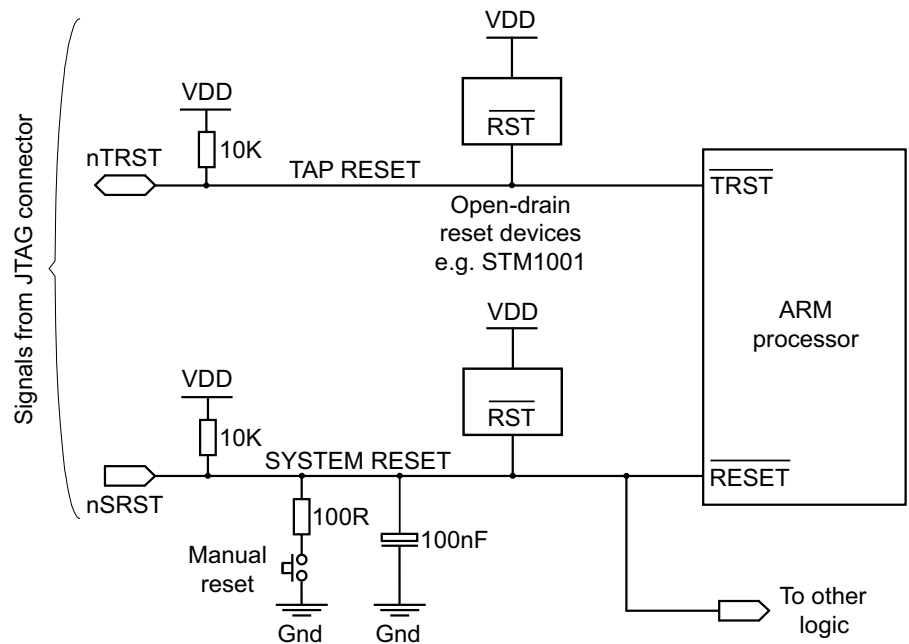 Signals from JTAG connector
VDD
VDD
RST
10K
nTRST
TAP RESET
TRST
Open-drain
reset devices
e.g. STM1001
ARM
processor
VDD
VDD
RST
10K
SYSTEM RESET
RESET
nSRST
100R
100nF
Manual
reset
Gnd
Gnd
To other
logic